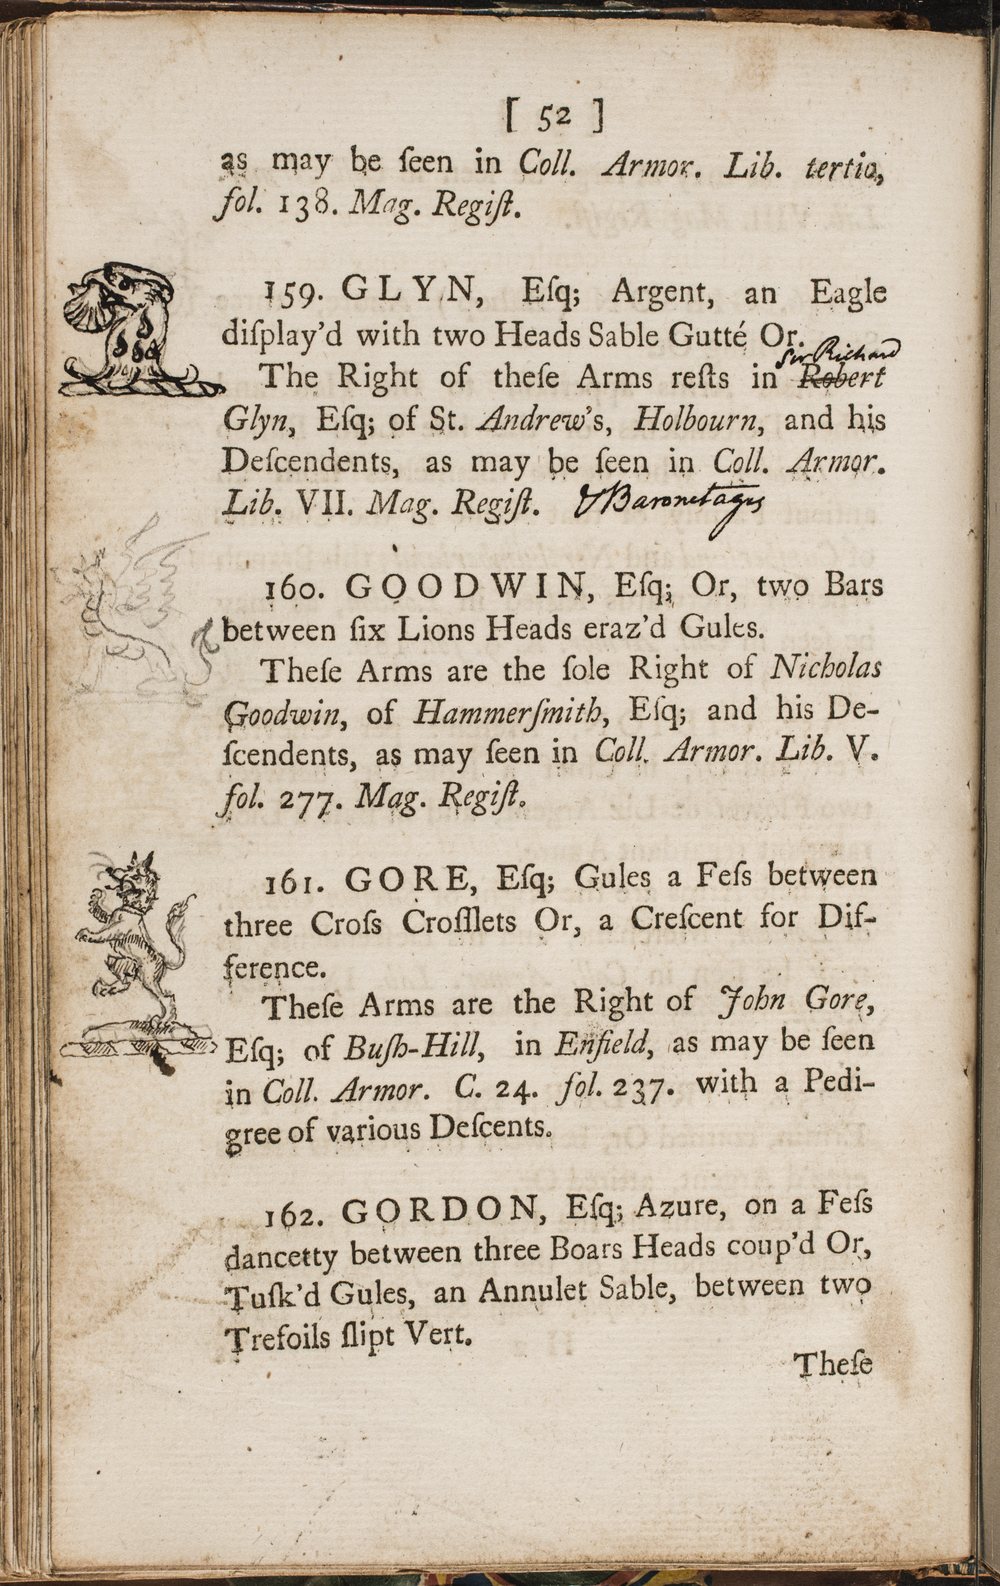 [ 52 ]
as may be ſeen in Coll. Armor. Lib. tertio,
fol. 138. Mag. Regiſt.
159. GLYN, Eſq; Argent, an Eagle
diſplay'd with two Heads Sable Gutté Or.
Sir Richard
The Right of theſe Arms reſts in Robert
Glyn, Eſq; of St. Andrew's, Holbourn, and his
Deſcendents, as may be ſeen in Coll. Armor.
Lib. VII. Mag. Regiſt. & Baronetages
160. GOODWIN, Eſq; Or, two Bars
between ſix Lions Heads eraz'd Gules.
Theſe Arms are the ſole Right of Nicholas
Goodwin, of Hammerſmith, Eſq; and his De-
ſcendents, as may ſeen in Coll. Armor. Lib. V.
fol. 277. Mag. Regiſt.
161. GORE, Eſq; Gules a Feſs between
three Croſs Croſſlets Or, a Creſcent for Dif-
ference.
Theſe Arms are the Right of John Gore,
Eſq; of Buſh-Hill, in Enfield, as may be ſeen
in Coll. Armor. C. 24. fol. 237. with a Pedi-
gree of various Deſcents.
162. GORDON, Eſq; Azure, on a Feſs
dancetty between three Boars Heads coup'd Or,
Tuſk'd Gules, an Annulet Sable, between two
Trefoils ſlipt Vert.
Theſe